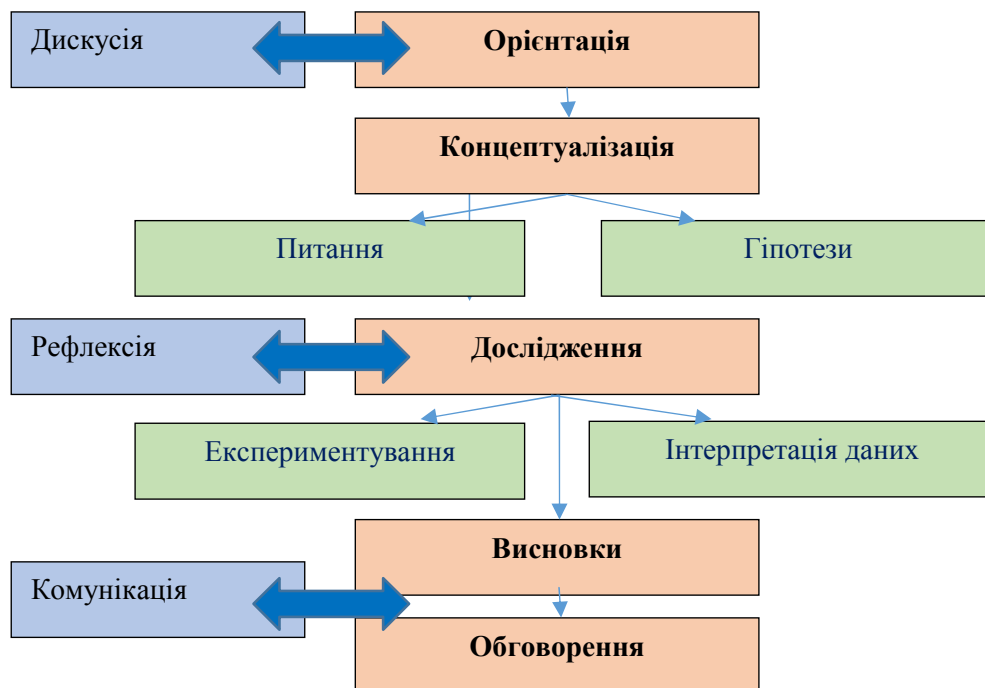 Дискусія
Орієнтація
Концептуалізація
Питання
Гіпотези
Рефлексія
Дослідження
Експериментування
Інтерпретація даних
Висновки
Комунікація
Обговорення